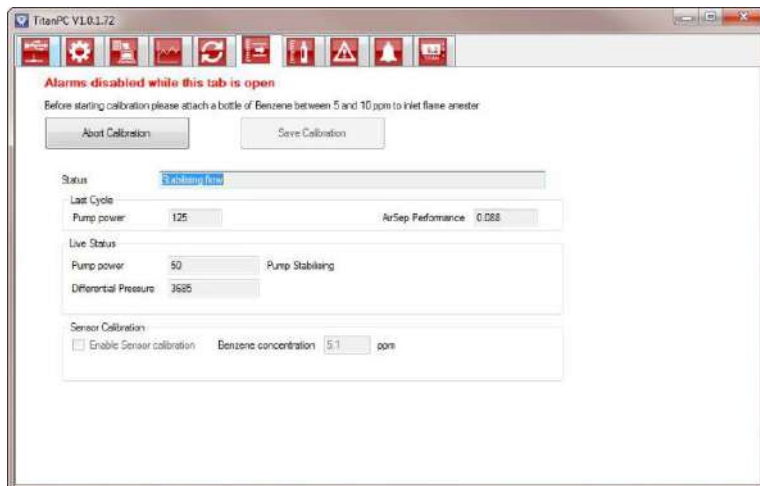 TitanPC V1.0.1.72
Alarms disabled while this tab is open
Before starting calibration please attach a bottle of Benzene between 5 and 10 ppm to inlet flame arrester
Abort Calibration Save Calibration
Status Stabilising flow
Last Cycle
Pump power 125 AirSep Performance 0.088
Live Status
Pump power 50 Pump Stabilising
Differential Pressure 3685
Sensor Calibration
Enable Sensor calibration Benzene concentration 5.1 ppm